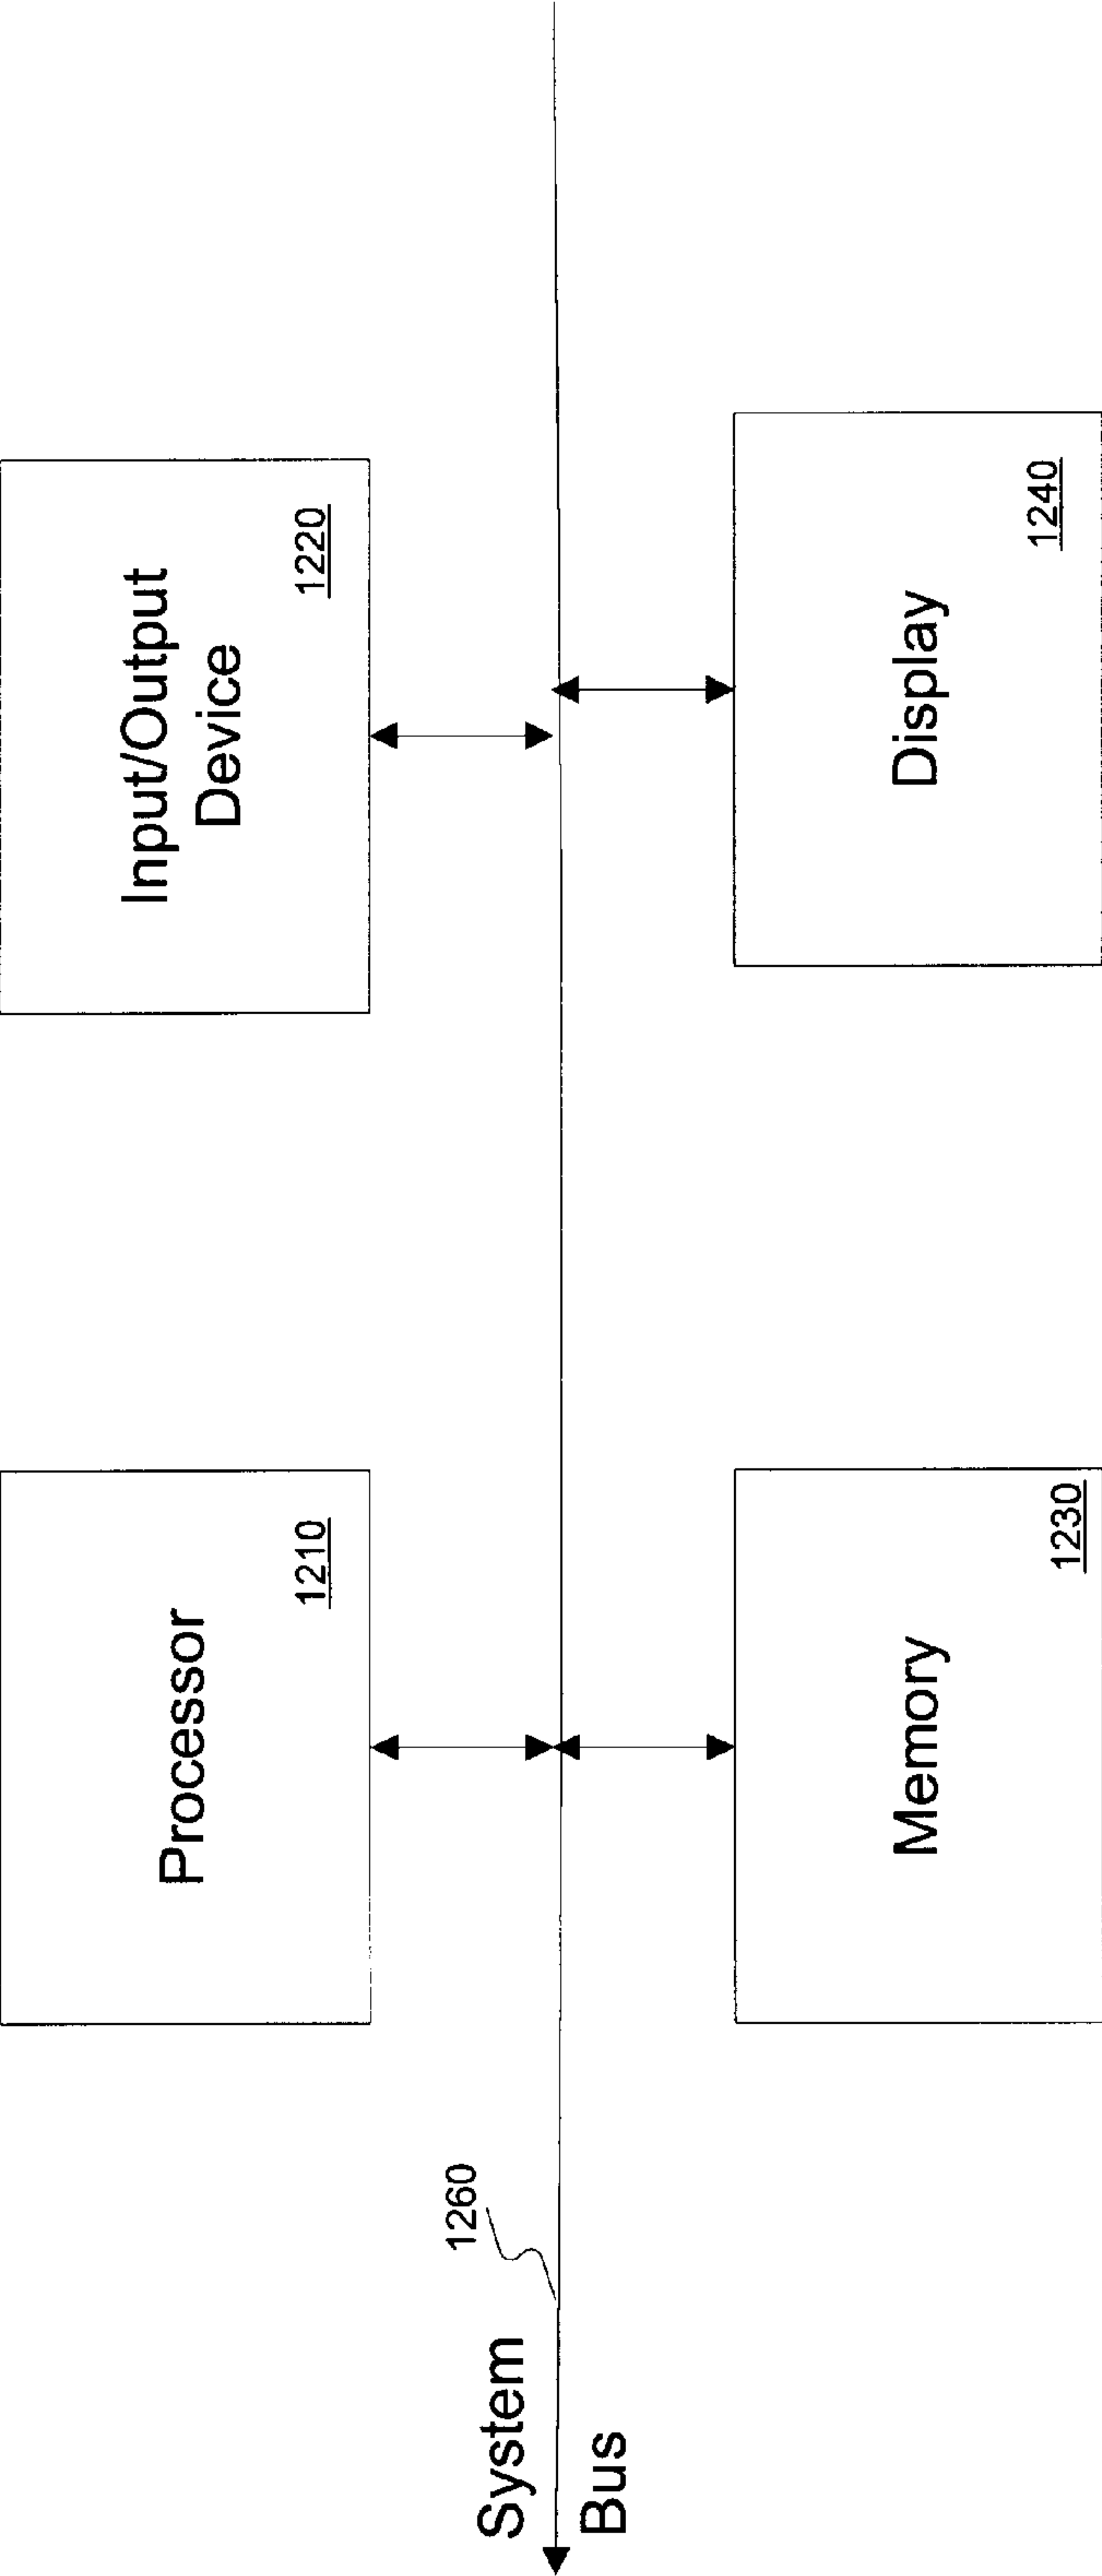 Processor
1210
Input/Output
Device
1220
1260
System
Bus
Memory
1230
Display
1240